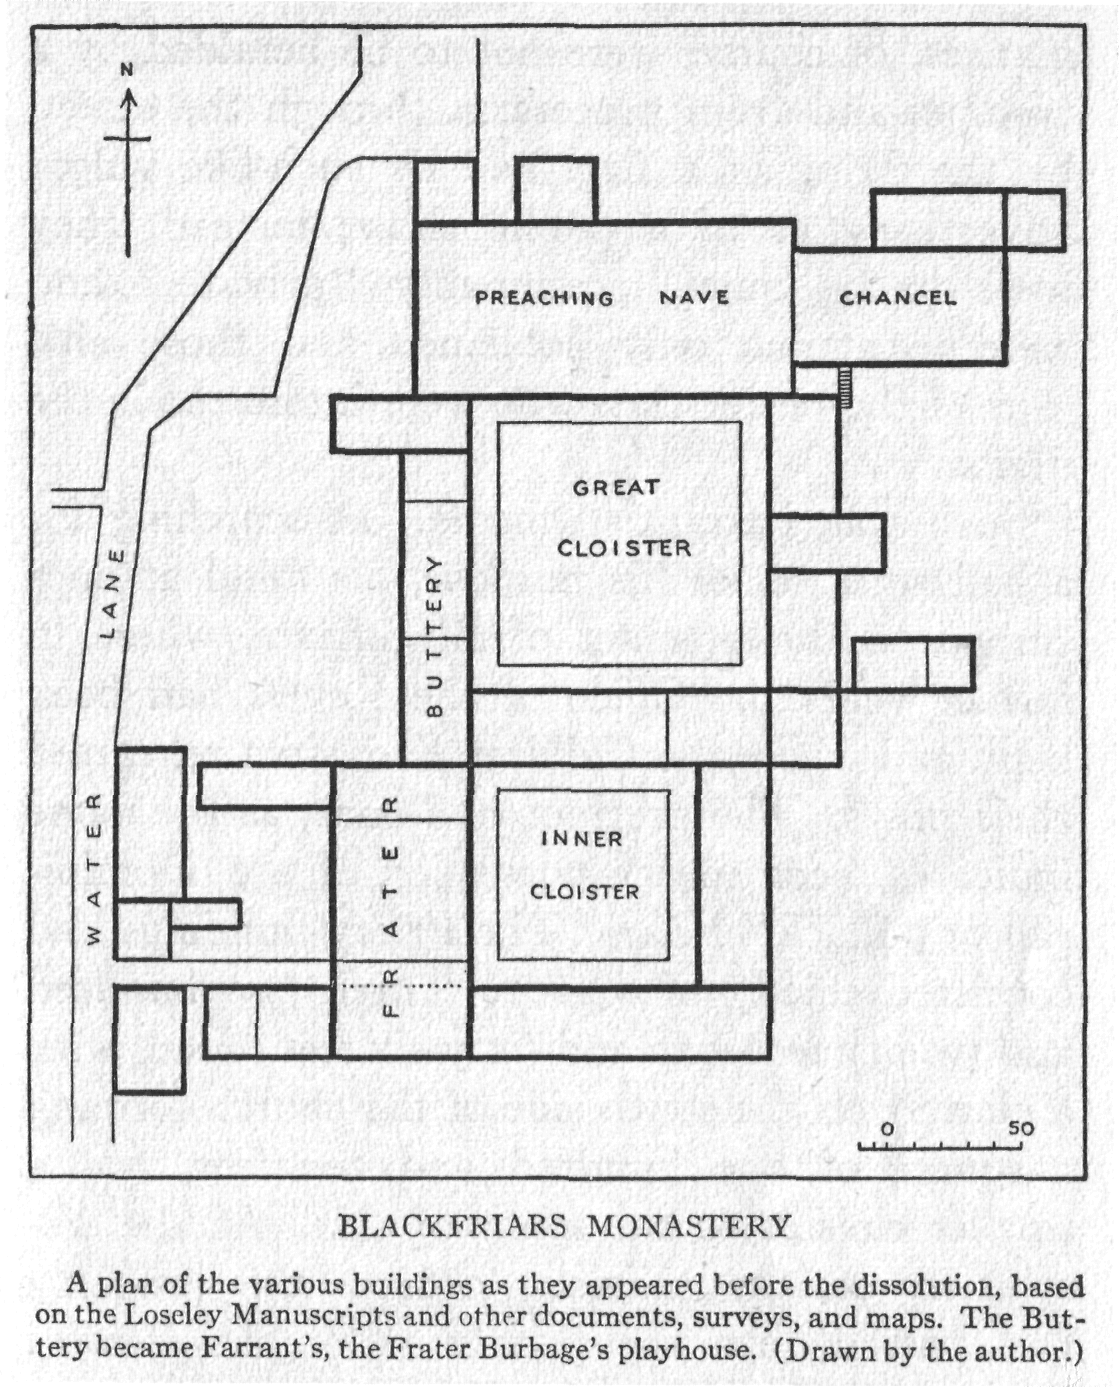 N
PREACHING NAVE
CHANCEL
GREAT
CLOISTER
BUTTERY
WATER LANE
INNER
CLOISTER
FRATER
0 50
BLACKFRIARS MONASTERY
A plan of the various buildings as they appeared before the dissolution, based
on the Loseley Manuscripts and other documents, surveys, and maps. The But-
tery became Farrant's, the Frater Burbage's playhouse. (Drawn by the author.)